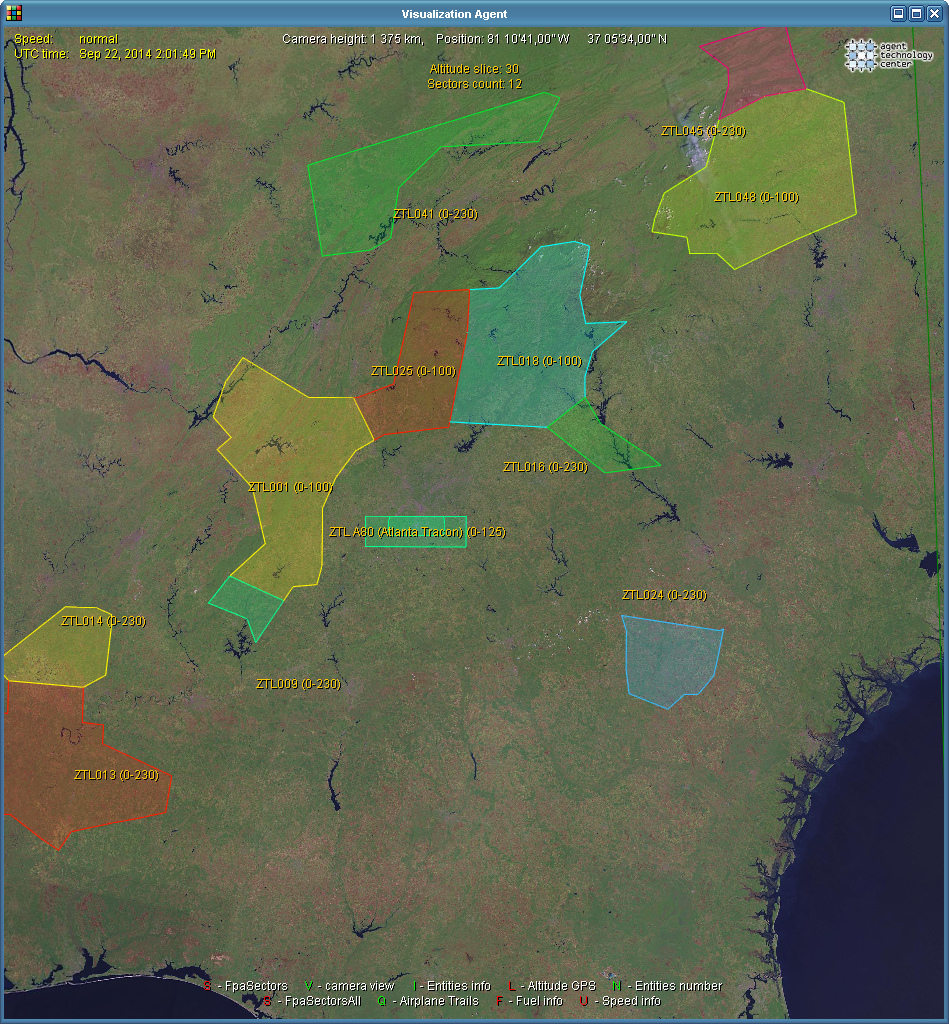 Visualization Agent
Speed: normal
UTC time: Sep 22, 2014 2:01:49 PM
Camera height: 1 375 km, Position: 81 10'41,00'' W 37 05'34,00'' N
agent
technology
center
Altitude slice: 30
Sectors count: 12
ZTL045 (0-230)
ZTL048 (0-100)
ZTL041 (0-230)
ZTL025 (0-100)
ZTL018 (0-100)
ZTL016 (0-230)
ZTL001 (0-100)
ZTL A80 (Atlanta Tracon) (0-125)
ZTL024 (0-230)
ZTL014 (0-230)
ZTL009 (0-230)
ZTL013 (0-230)
S - FpaSectors V - camera view I - Entities info L - Altitude GPS N - Entities number
S - FpaSectorsAll Q - Airplane Trails F - Fuel info U - Speed info